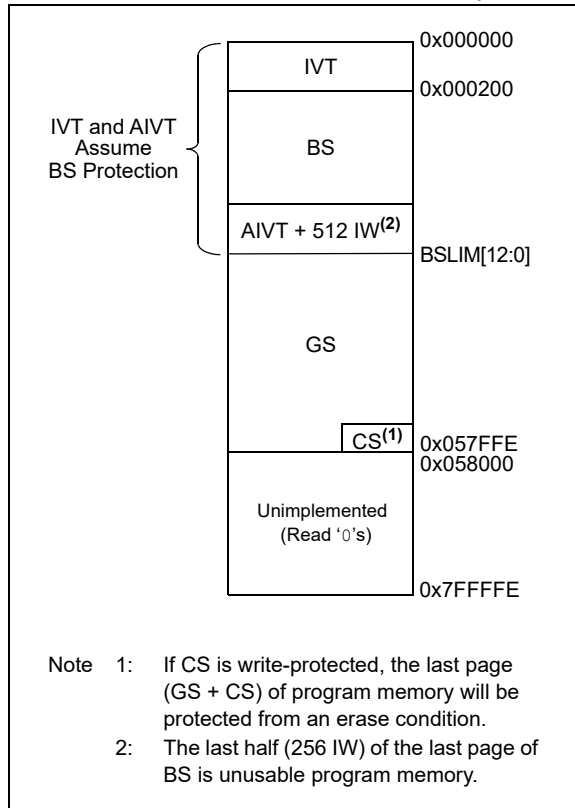 0x000000
IVT
0x000200
IVT and AIVT
Assume
BS Protection
BS
AIVT + 512 IW(2)
BSLIM[12:0]
GS
CS(1)
0x057FFE
0x058000
Unimplemented
(Read ‘0’s)
0x7FFFFE
Note 1: If CS is write-protected, the last page
(GS + CS) of program memory will be
protected from an erase condition.
2: The last half (256 IW) of the last page of
BS is unusable program memory.